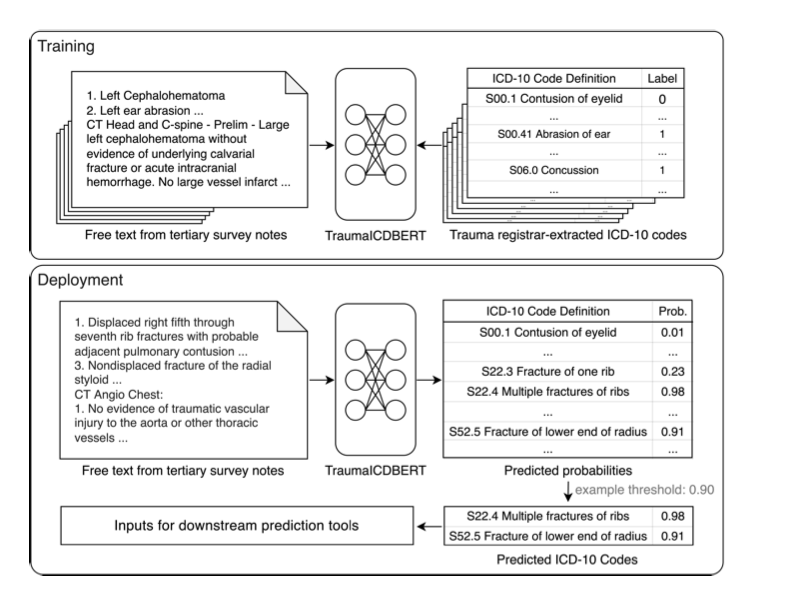 Training
1. Left Cephalohematoma
2. Left ear abrasion ...
CT Head and C-spine - Prelim - Large
left cephalohematoma without
evidence of underlying calvarial
fracture or acute intracranial
hemorrhage. No large vessel infarct ...
Free text from tertiary survey notes
TraumaICDBERT
ICD-10 Code Definition Label
S00.1 Contusion of eyelid 0
... ...
S00.41 Abrasion of ear 1
... ...
S06.0 Concussion 1
... ...
Trauma registrar-extracted ICD-10 codes
Deployment
1. Displaced right fifth through
seventh rib fractures with probable
adjacent pulmonary contusion ...
3. Nondisplaced fracture of the radial
styloid ...
CT Angio Chest:
1. No evidence of traumatic vascular
injury to the aorta or other thoracic
vessels ...
Free text from tertiary survey notes
TraumaICDBERT
ICD-10 Code Definition Prob.
S00.1 Contusion of eyelid 0.01
... ...
S22.3 Fracture of one rib 0.23
S22.4 Multiple fractures of ribs 0.98
... ...
S52.5 Fracture of lower end of radius 0.91
... ...
Predicted probabilities
example threshold: 0.90
S22.4 Multiple fractures of ribs 0.98
S52.5 Fracture of lower end of radius 0.91
Predicted ICD-10 Codes
Inputs for downstream prediction tools